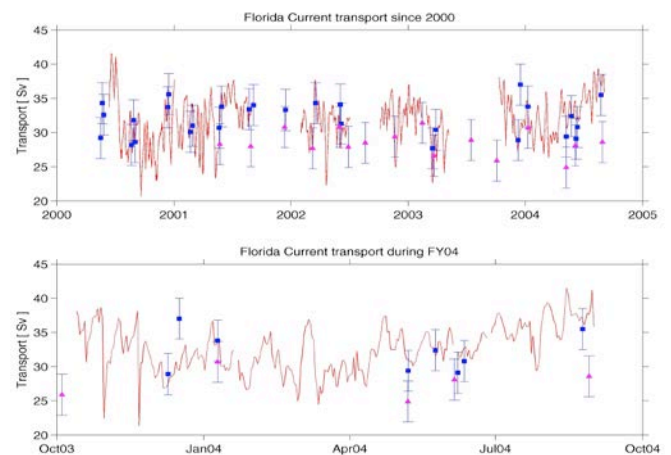 Florida Current transport since 2000
45
40
35
30
25
20
Transport [ Sv ]
2000 2001 2002 2003 2004 2005
Florida Current transport during FY04
45
40
35
30
25
20
Transport [ Sv ]
Oct03 Jan04 Apr04 Jul04 Oct04